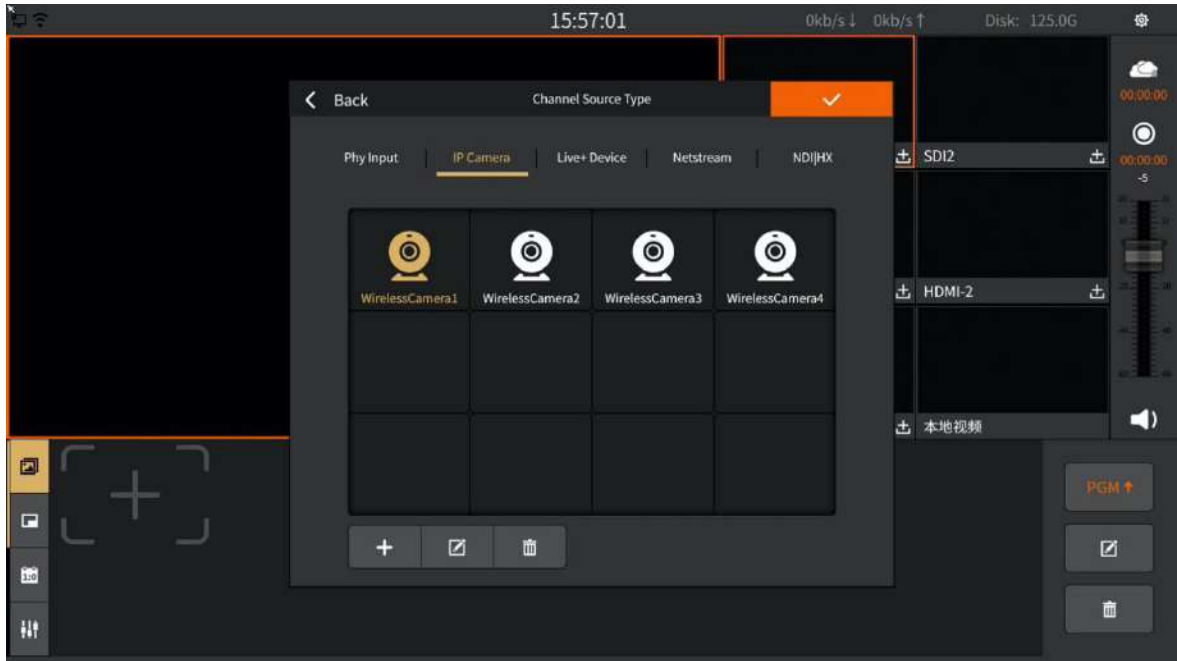 15:57:01
0kb/s↓ 0kb/s↑
Disk: 125.0G
Back
Channel Source Type
00:00:00
Phy Input
IP Camera
Live+ Device
Netstream
NDI|HX
SDI2
00:00:00
-5
WirelessCamera1
WirelessCamera2
WirelessCamera3
WirelessCamera4
HDMI-2
本地视频
PGM↑
1:0